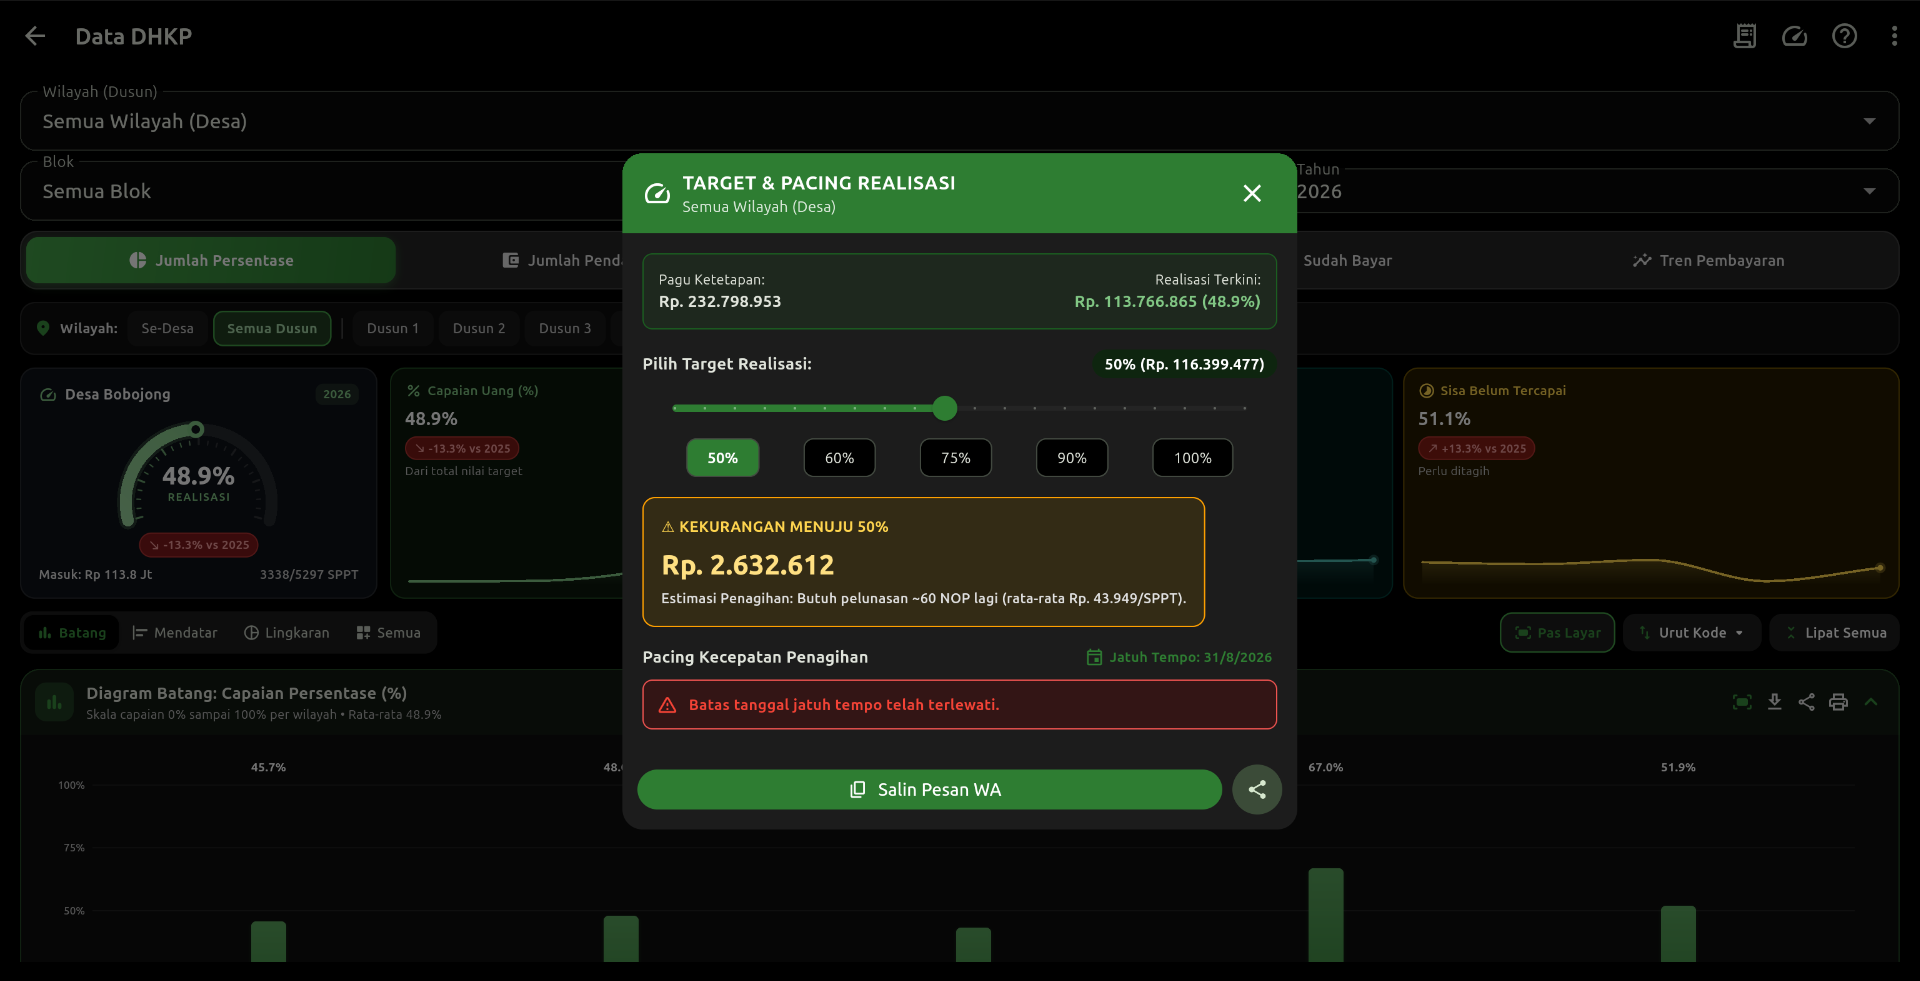 Data DHKP
Wilayah (Dusun)
Semua Wilayah (Desa)
Blok
Semua Blok
Tahun
2026
Jumlah Persentase
Jumlah Pend
Sudah Bayar
Tren Pembayaran
Wilayah:
Se-Desa
Semua Dusun
Dusun 1
Dusun 2
Dusun 3
Desa Bobojong
2026
48.9%
REALISASI
-13.3% vs 2025
Masuk: Rp 113.8 Jt
3338/5297 SPPT
Capaian Uang (%)
48.9%
-13.3% vs 2025
Dari total nilai target
Sisa Belum Tercapai
51.1%
+13.3% vs 2025
Perlu ditagih
TARGET & PACING REALISASI
Semua Wilayah (Desa)
Pagu Ketetapan:
Rp. 232.798.953
Realisasi Terkini:
Rp. 113.766.865 (48.9%)
Pilih Target Realisasi:
50% (Rp. 116.399.477)
50%
60%
75%
90%
100%
⚠ KEKURANGAN MENUJU 50%
Rp. 2.632.612
Estimasi Penagihan: Butuh pelunasan ~60 NOP lagi (rata-rata Rp. 43.949/SPPT).
Pacing Kecepatan Penagihan
Jatuh Tempo: 31/8/2026
Batas tanggal jatuh tempo telah terlewati.
Salin Pesan WA
Batang
Mendatar
Lingkaran
Semua
Pas Layar
Urut Kode
Lipat Semua
Diagram Batang: Capaian Persentase (%)
Skala capaian 0% sampai 100% per wilayah • Rata-rata 48.9%
45.7%
48.
67.0%
51.9%
100%
75%
50%